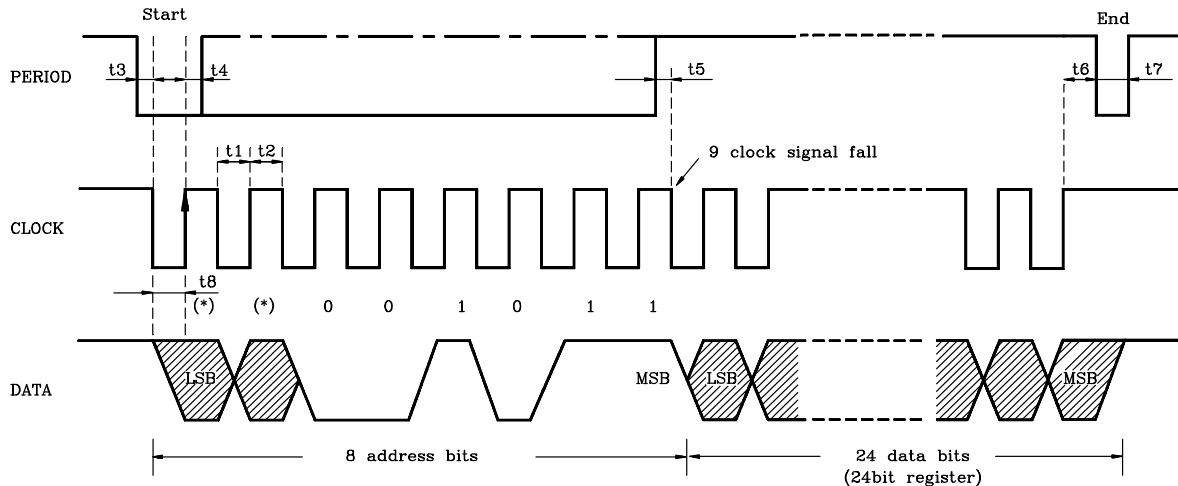 Start
End
PERIOD
t3
t4
t5
t6
t7
t1
t2
9 clock signal fall
CLOCK
t8
(*) (*) 0 0 1 0 1 1
DATA
LSB
MSB
LSB
MSB
8 address bits
24 data bits
(24bit register)